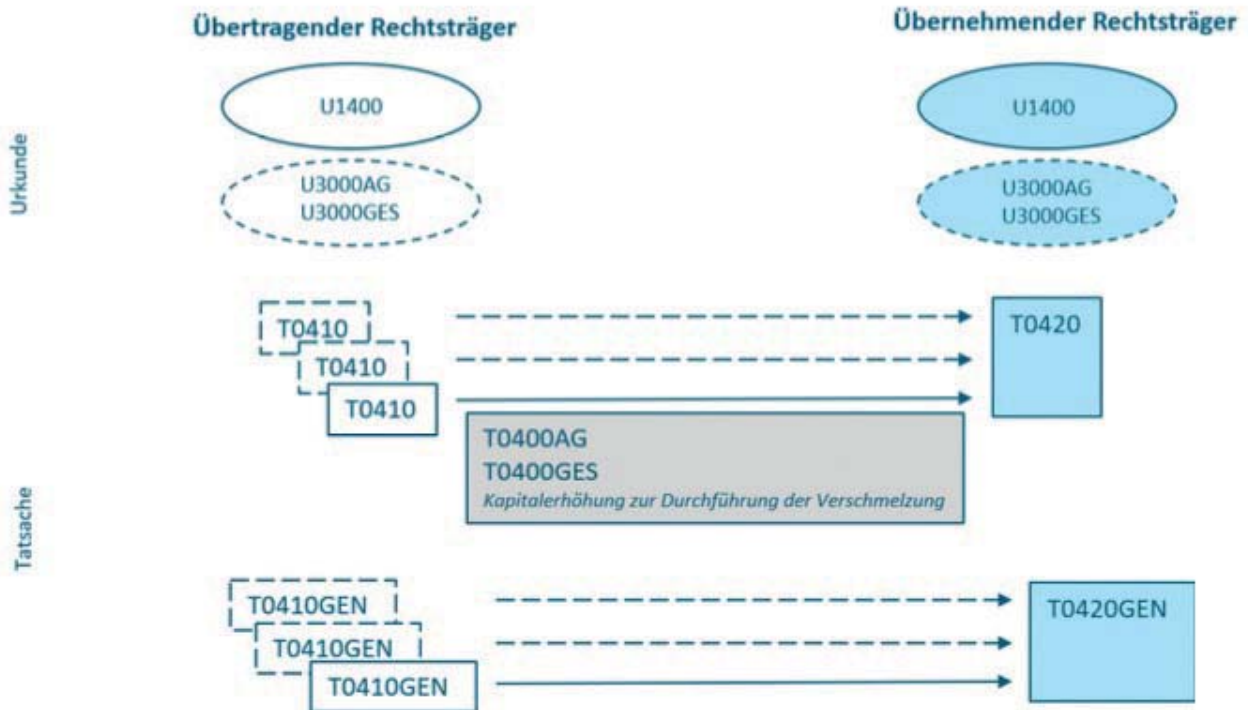 Übertragender Rechtsträger
Übernehmender Rechtsträger
Urkunde
U1400
U1400
U3000AG
U3000GES
U3000AG
U3000GES
Tatsache
T0410
T0410
T0410
T0420
T0400AG
T0400GES
Kapitalerhöhung zur Durchführung der Verschmelzung
T0410GEN
T0410GEN
T0410GEN
T0420GEN